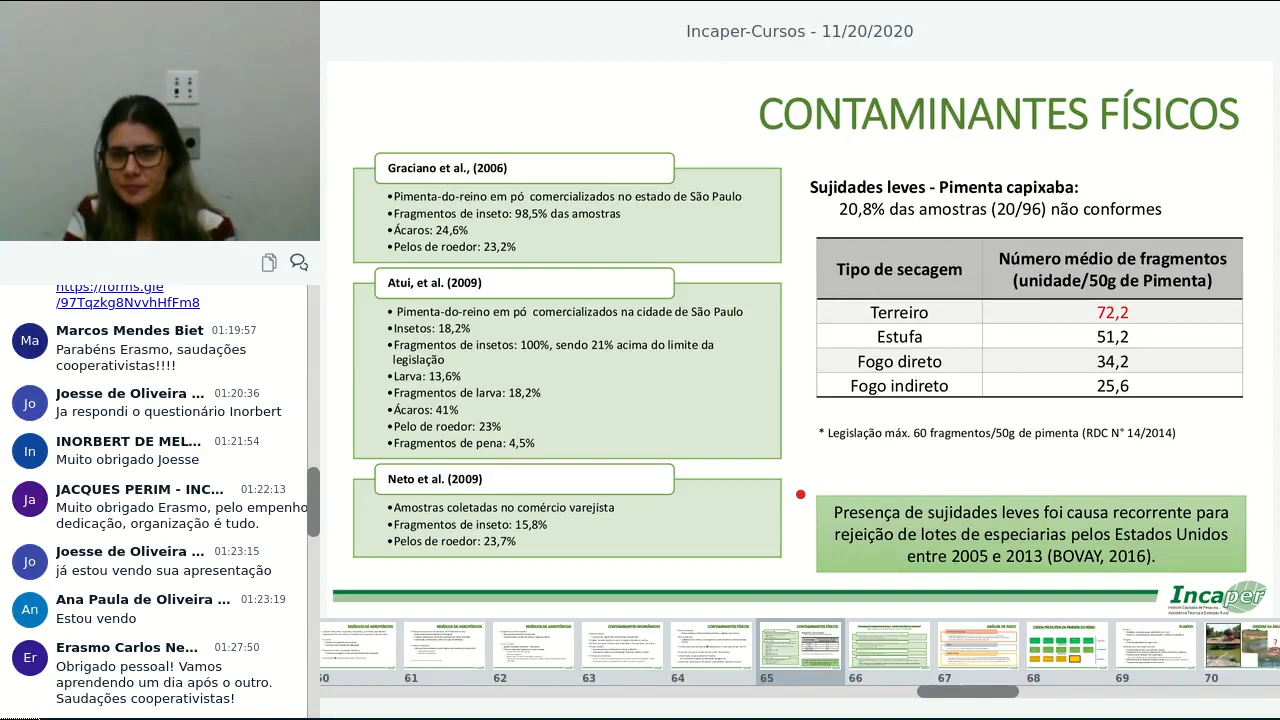 Incaper-Cursos - 11/20/2020
https://forms.gle
/97Tqzkg8NvvhHfFm8
Ma
Marcos Mendes Biet 01:19:57
Parabéns Erasmo, saudações
cooperativistas!!!!
Jo
Joesse de Oliveira ... 01:20:36
Ja respondi o questionário Inorbert
In
INORBERT DE MEL... 01:21:54
Muito obrigado Joesse
Ja
JACQUES PERIM - INC... 01:22:13
Muito obrigado Erasmo, pelo empenho
dedicação, organização é tudo.
Jo
Joesse de Oliveira ... 01:23:15
já estou vendo sua apresentação
An
Ana Paula de Oliveira ... 01:23:19
Estou vendo
Er
Erasmo Carlos Ne...
Obrigado pessoal! Vamos
aprendendo um dia após o outro.
Saudações cooperativistas!
CONTAMINANTES FÍSICOS
Graciano et al., (2006)
•Pimenta-do-reino em pó comercializados no estado de São Paulo
•Fragmentos de inseto: 98,5% das amostras
•Ácaros: 24,6%
•Pelos de roedor: 23,2%
Atui, et al. (2009)
• Pimenta-do-reino em pó comercializados na cidade de São Paulo
•Insetos: 18,2%
•Fragmentos de insetos: 100%, sendo 21% acima do limite da
legislação
•Larva: 13,6%
•Fragmentos de larva: 18,2%
•Ácaros: 41%
•Pelo de roedor: 23%
•Fragmentos de pena: 4,5%
Neto et al. (2009)
•Amostras coletadas no comércio varejista
•Fragmentos de inseto: 15,8%
•Pelos de roedor: 23,7%
Sujidades leves - Pimenta capixaba:
20,8% das amostras (20/96) não conformes
Tipo de secagem
Número médio de fragmentos
(unidade/50g de Pimenta)
Terreiro 72,2
Estufa 51,2
Fogo direto 34,2
Fogo indireto 25,6
* Legislação máx. 60 fragmentos/50g de pimenta (RDC N° 14/2014)
Presença de sujidades leves foi causa recorrente para
rejeição de lotes de especiarias pelos Estados Unidos
entre 2005 e 2013 (BOVAY, 2016).
Incaper
Instituto Capixaba de Pesquisa,
Assistência Técnica e Extensão Rural
60 61 62 63 64 65 66 67 68 69 70